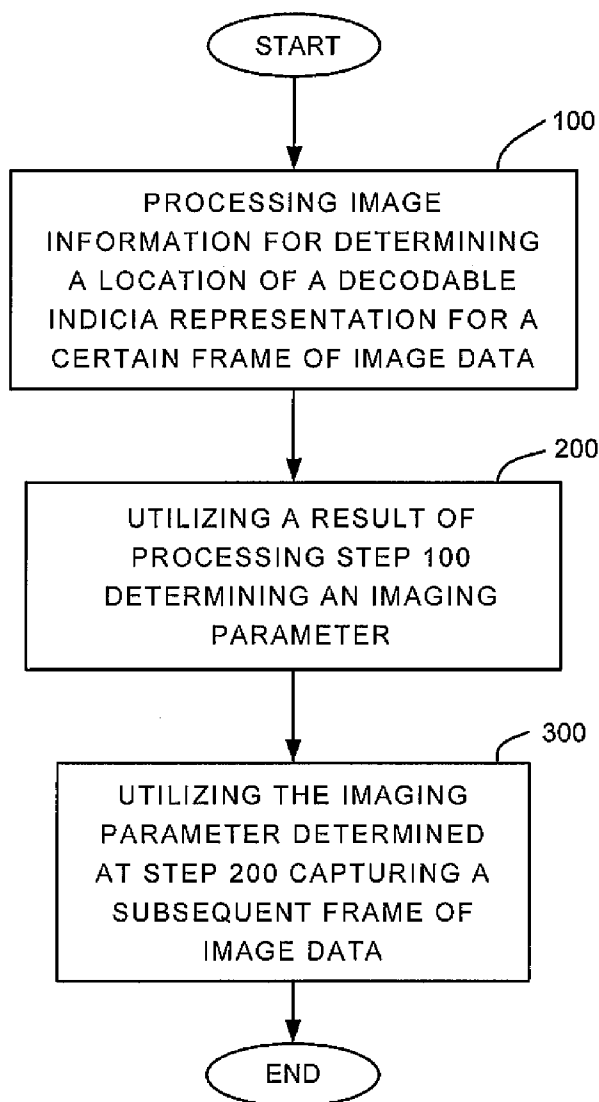 START
100
PROCESSING IMAGE
INFORMATION FOR DETERMINING
A LOCATION OF A DECODABLE
INDICIA REPRESENTATION FOR A
CERTAIN FRAME OF IMAGE DATA
200
UTILIZING A RESULT OF
PROCESSING STEP 100
DETERMINING AN IMAGING
PARAMETER
300
UTILIZING THE IMAGING
PARAMETER DETERMINED
AT STEP 200 CAPTURING A
SUBSEQUENT FRAME OF
IMAGE DATA
END